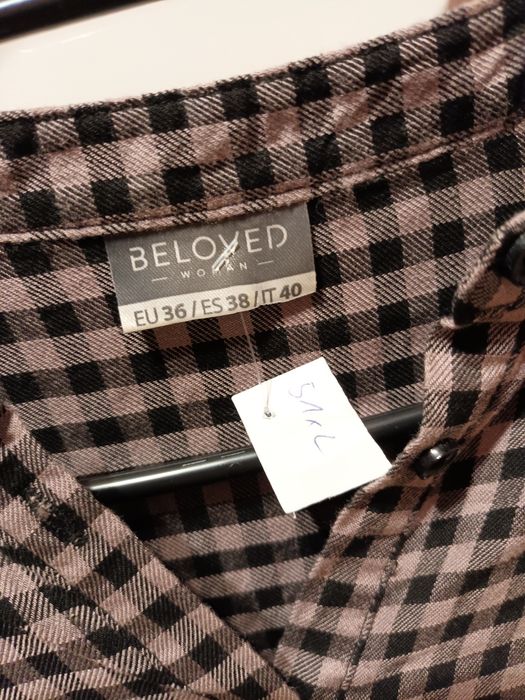 BELOVED
— WOMAN —
EU 36 / ES 38 / IT 40